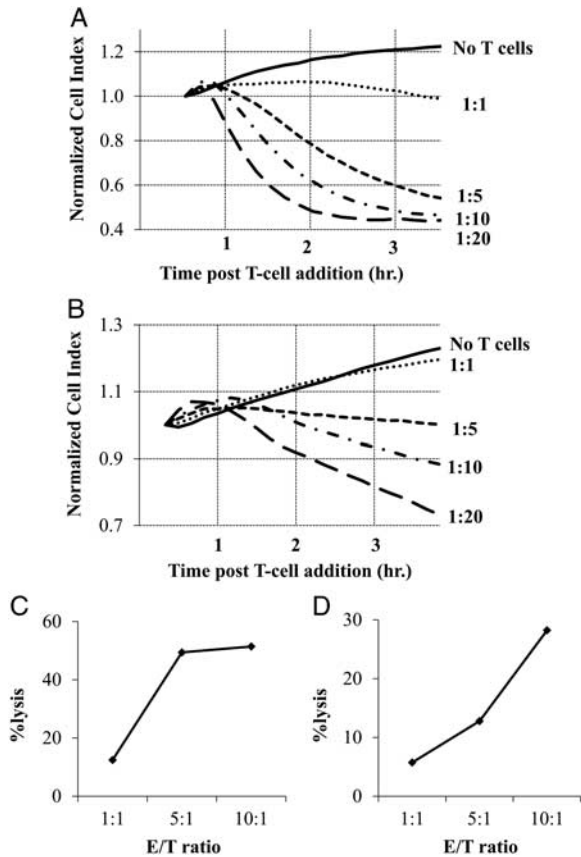 A
Normalized Cell Index
1.2
1.0
0.8
0.6
0.4
No T cells
1:1
1:5
1:10
1:20
1
2
3
Time post T-cell addition (hr.)
B
Normalized Cell Index
1.3
1.1
0.9
0.7
No T cells
1:1
1:5
1:10
1:20
1
2
3
Time post T-cell addition (hr.)
C
%lysis
60
40
20
0
1:1
5:1
10:1
E/T ratio
D
%lysis
30
20
10
0
1:1
5:1
10:1
E/T ratio